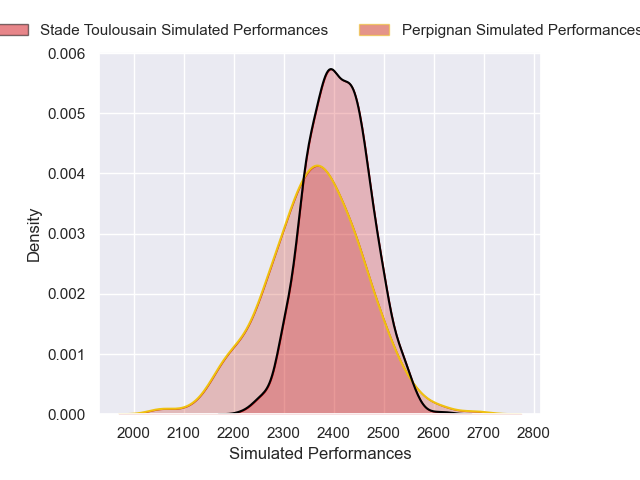 Stade Toulousain Simulated Performances
Perpignan Simulated Performances
0.006
0.005
0.004
0.003
0.002
0.001
0.000
Density
2000 2100 2200 2300 2400 2500 2600 2700 2800
Simulated Performances